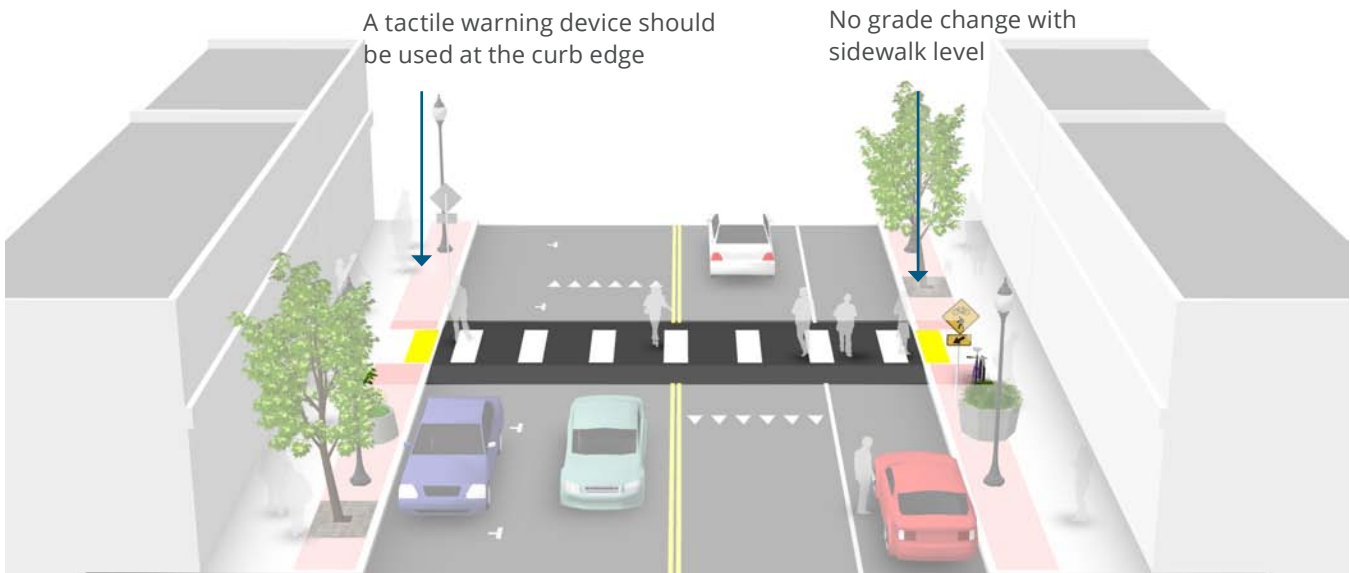 A tactile warning device should
be used at the curb edge
No grade change with
sidewalk level